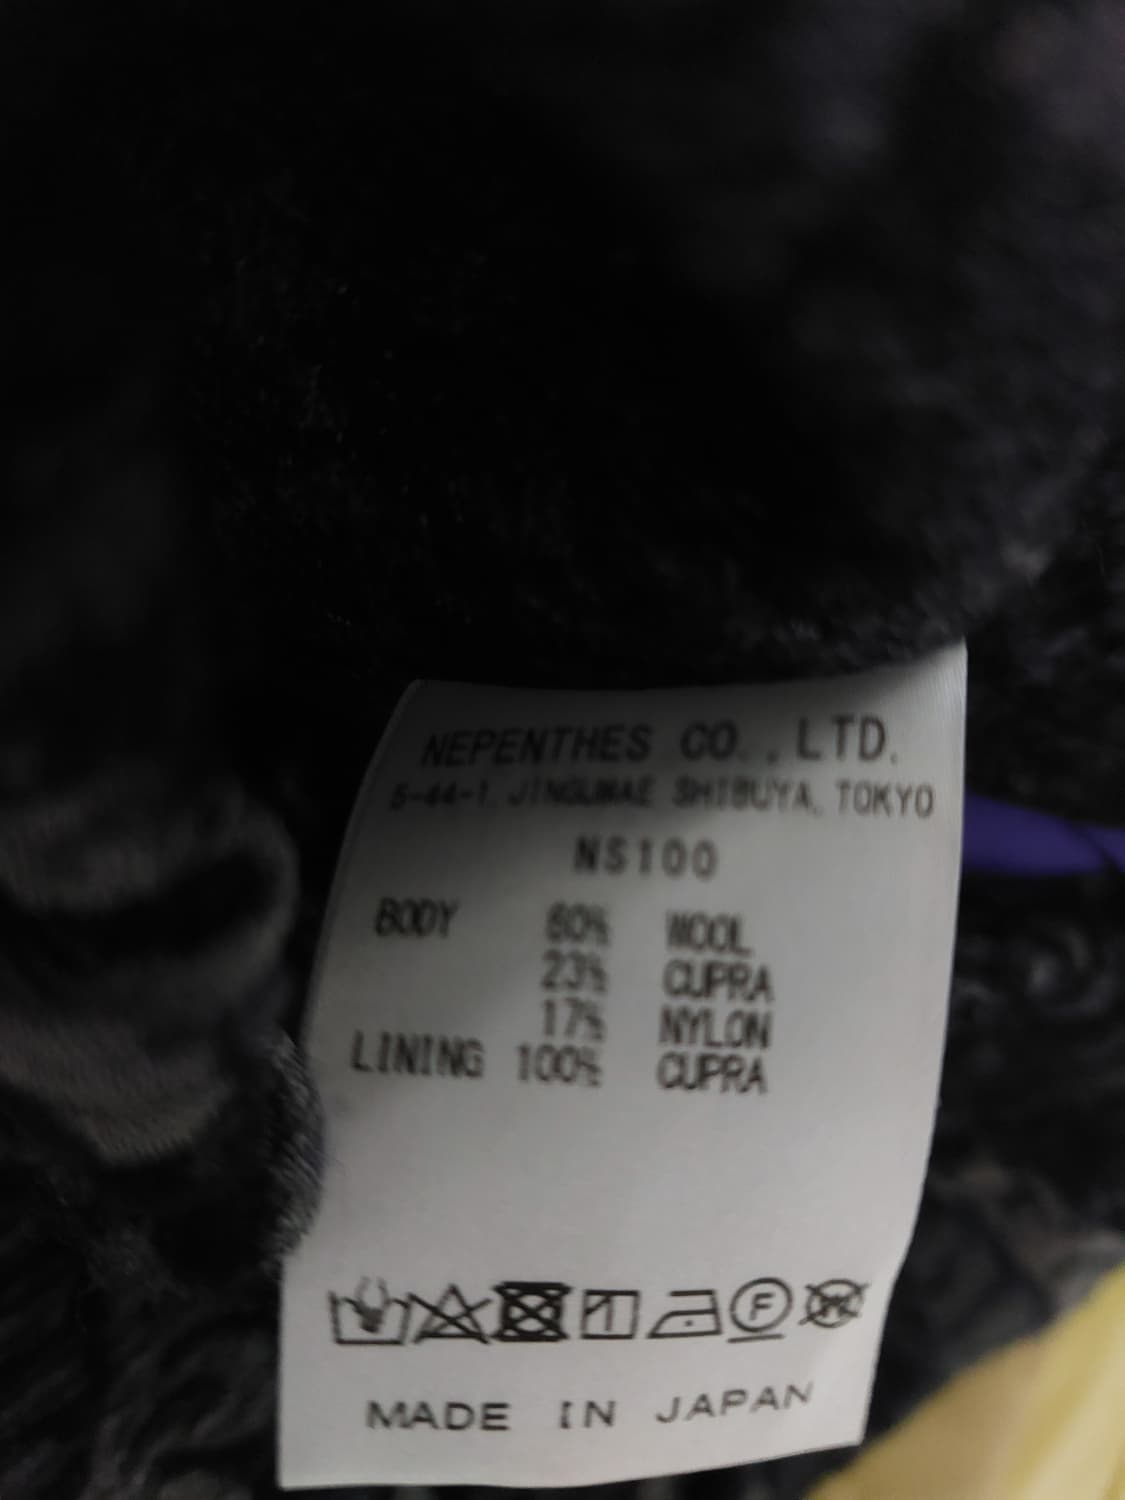 NEPENTHES CO., LTD.
5-44-1, JINGUMAE SHIBUYA, TOKYO
NS100
BODY 60% WOOL
23% CUPRA
17% NYLON
LINING 100% CUPRA
F
W
MADE IN JAPAN